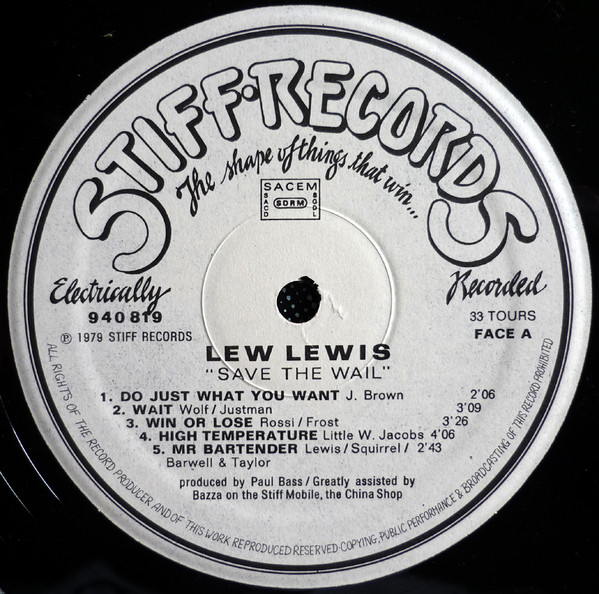 STIFF·RECORDS
The shape of things that win...
SACEM
SACD SDRM SGDL
Electrically Recorded
940 819 33 TOURS
℗ 1979 STIFF RECORDS FACE A
LEW LEWIS
"SAVE THE WAIL"
1. DO JUST WHAT YOU WANT J. Brown 2'06
2. WAIT Wolf/Justman 3'09
3. WIN OR LOSE Rossi/Frost 3'26
4. HIGH TEMPERATURE Little W. Jacobs 4'06
5. MR BARTENDER Lewis/Squirrel/ 2'43
Barwell & Taylor
produced by Paul Bass/Greatly assisted by
Bazza on the Stiff Mobile, the China Shop
ALL RIGHTS OF THE RECORD PRODUCER AND OF THIS WORK REPRODUCED RESERVED·COPYING, PUBLIC PERFORMANCE & BROADCASTING OF THIS RECORD PROHIBITED